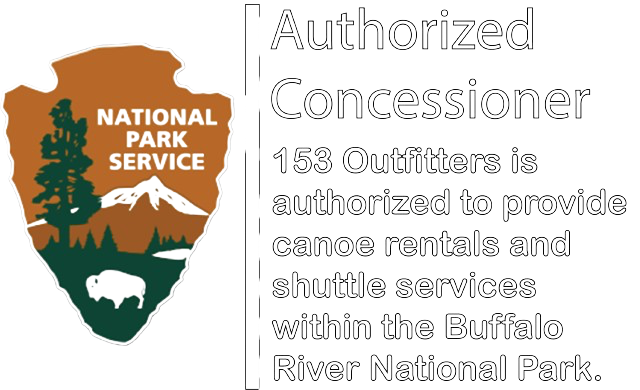 NATIONAL
PARK
SERVICE
Authorized
Concessioner
153 Outfitters is
authorized to provide
canoe rentals and
shuttle services
within the Buffalo
River National Park.